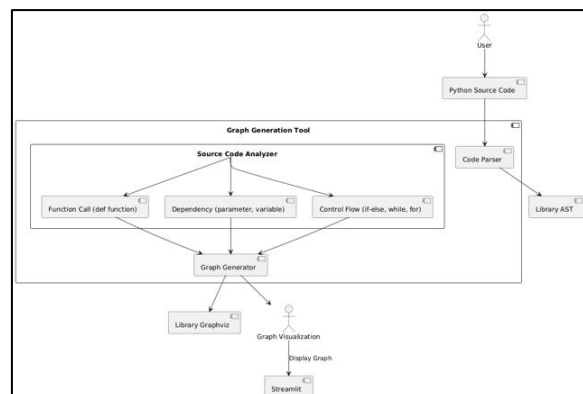 User
Python Source Code
Graph Generation Tool
Source Code Analyzer
Code Parser
Function Call (def function)
Dependency (parameter, variable)
Control Flow (if-else, while, for)
Library AST
Graph Generator
Library Graphviz
Graph Visualization
Display Graph
Streamlit